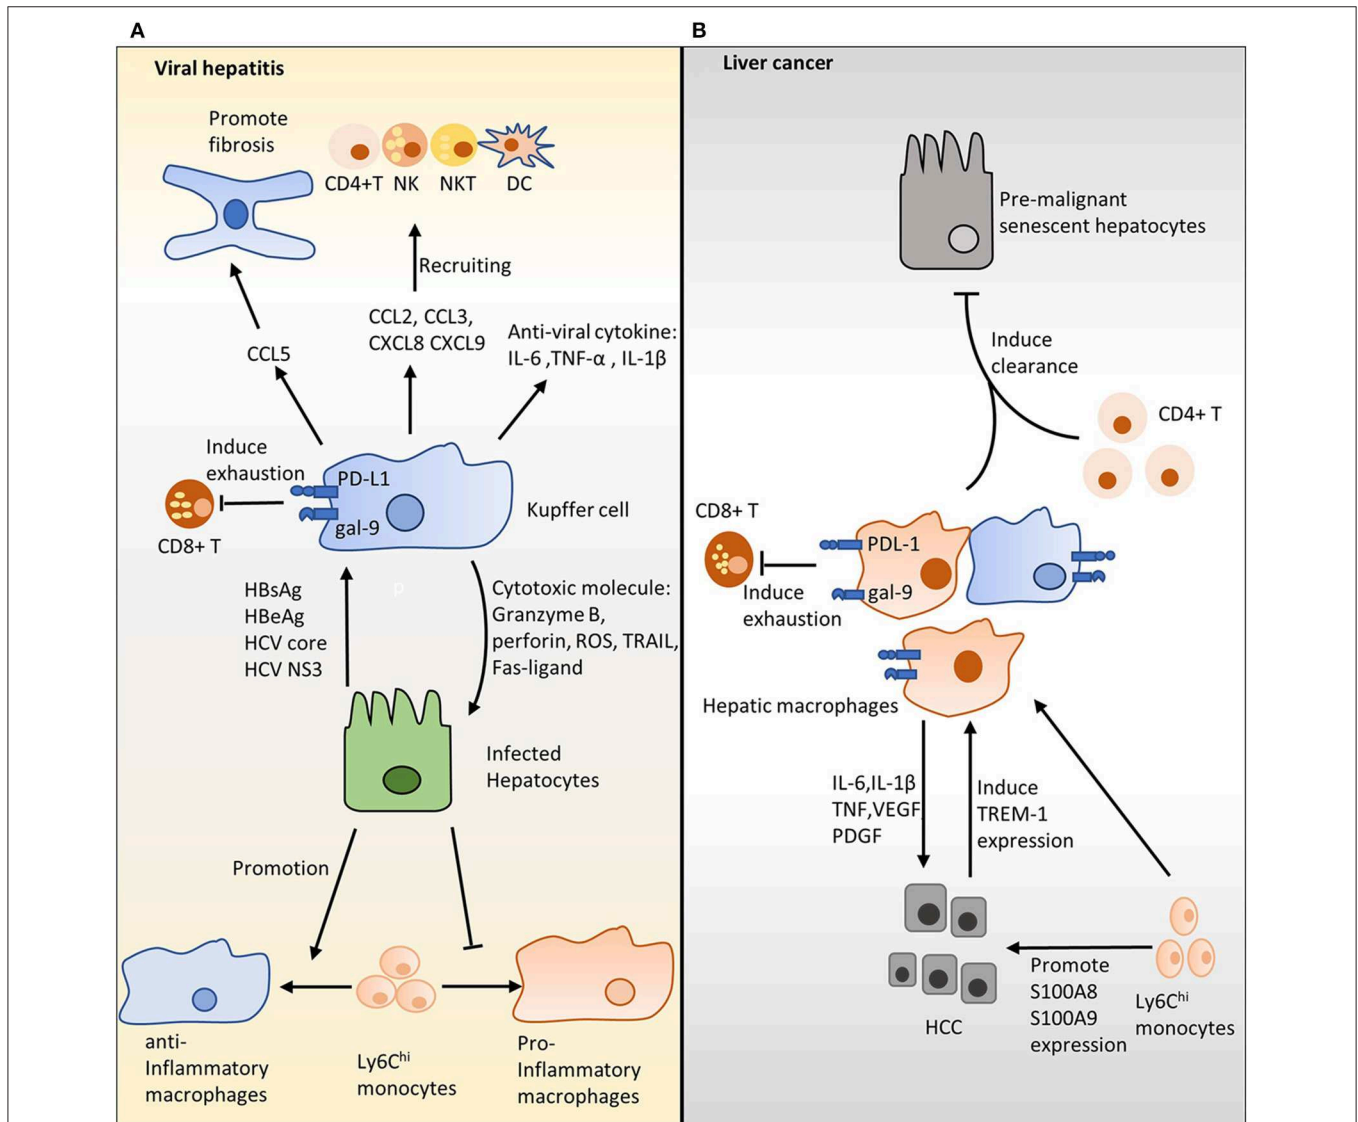 A
B
Viral hepatitis
Promote
fibrosis
CD4+T NK NKT DC
Recruiting
CCL2, CCL3,
CXCL8 CXCL9
Anti-viral cytokine:
IL-6 ,TNF-α , IL-1β
CCL5
Induce
exhaustion
PD-L1
gal-9
Kupffer cell
CD8+ T
HBsAg
HBeAg
HCV core
HCV NS3
p
Cytotoxic molecule:
Granzyme B,
perforin, ROS, TRAIL,
Fas-ligand
Infected
Hepatocytes
Promotion
anti-
Inflammatory
macrophages
Ly6Chi
monocytes
Pro-
Inflammatory
macrophages
Liver cancer
Pre-malignant
senescent hepatocytes
Induce
clearance
CD4+ T
CD8+ T
PDL-1
gal-9
Induce
exhaustion
Hepatic macrophages
IL-6,IL-1β
TNF,VEGF,
PDGF
Induce
TREM-1
expression
HCC
Promote
S100A8
S100A9
expression
Ly6Chi
monocytes